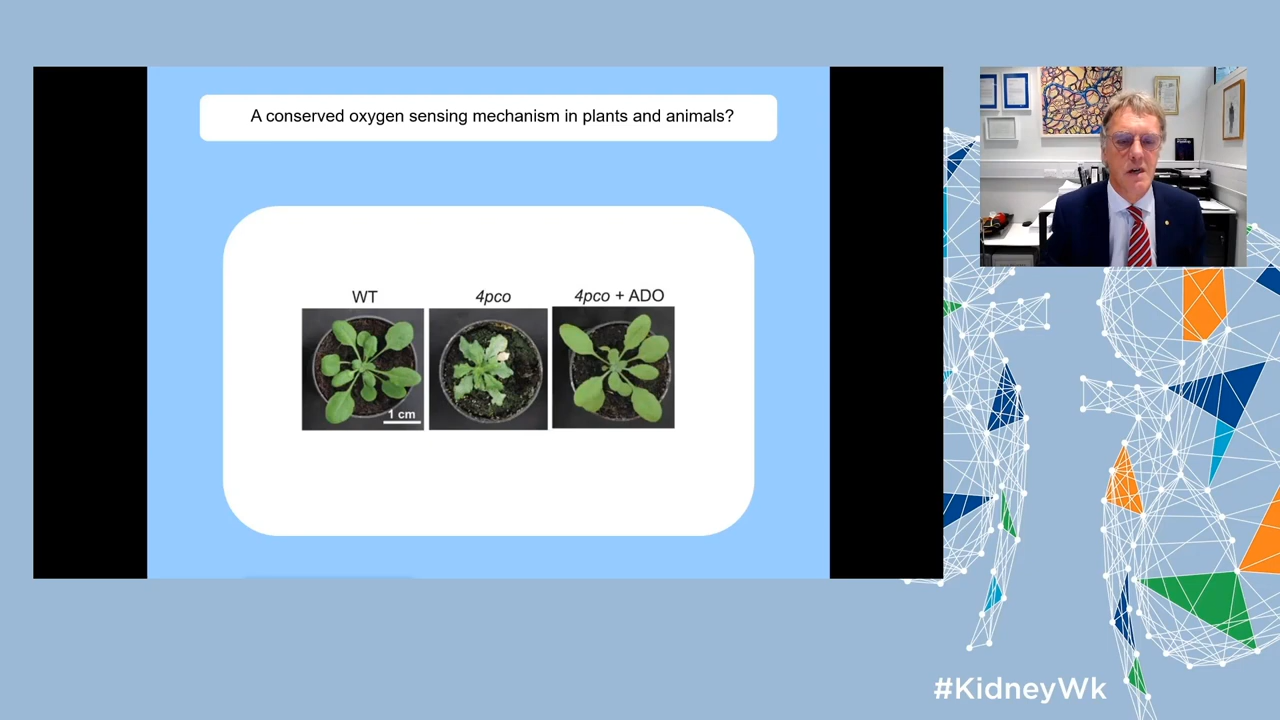 A conserved oxygen sensing mechanism in plants and animals?
WT
4pco
4pco + ADO
1 cm
#KidneyWk